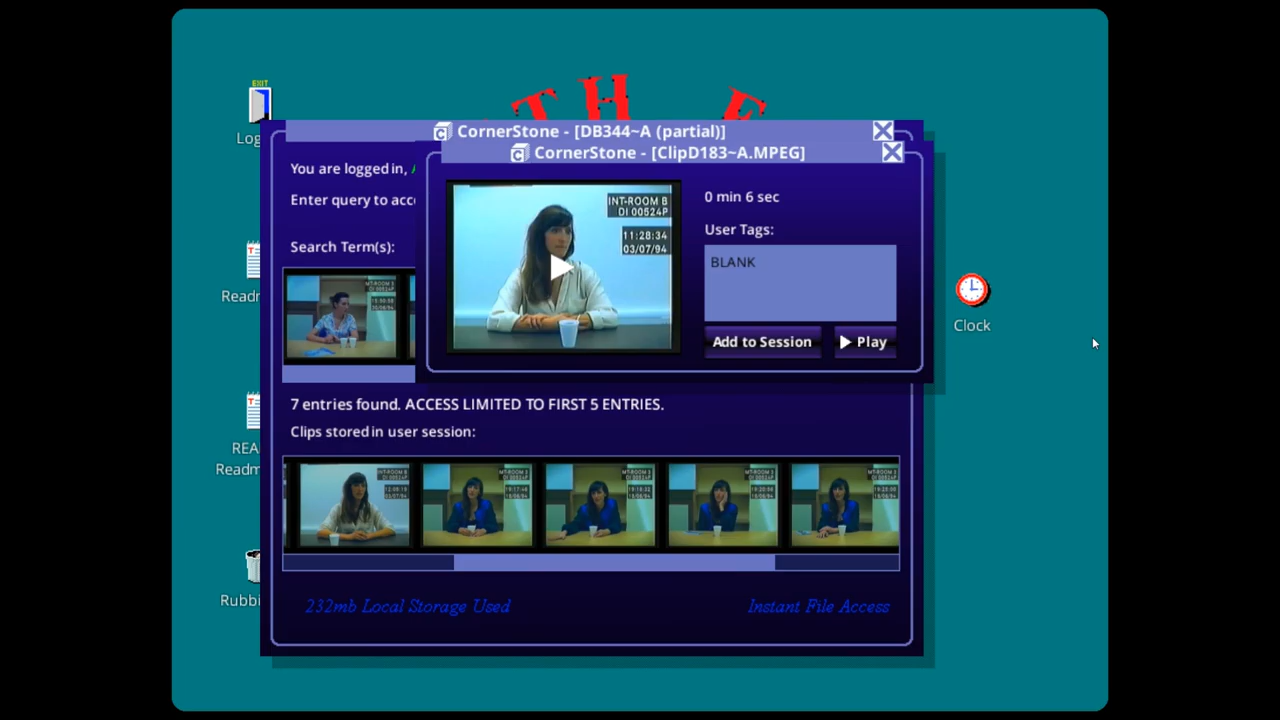 EXIT
T H E
Log
CornerStone - [DB344~A (partial)]
CornerStone - [ClipD183~A.MPEG]
You are logged in,
Enter query to acc
Search Term(s):
INT-ROOM B
DI 00524P
11:28:34
03/07/94
0 min 6 sec
User Tags:
BLANK
Add to Session
Play
Readm
Clock
7 entries found. ACCESS LIMITED TO FIRST 5 ENTRIES.
Clips stored in user session:
REA
Readm
Rubbi
232mb Local Storage Used
Instant File Access